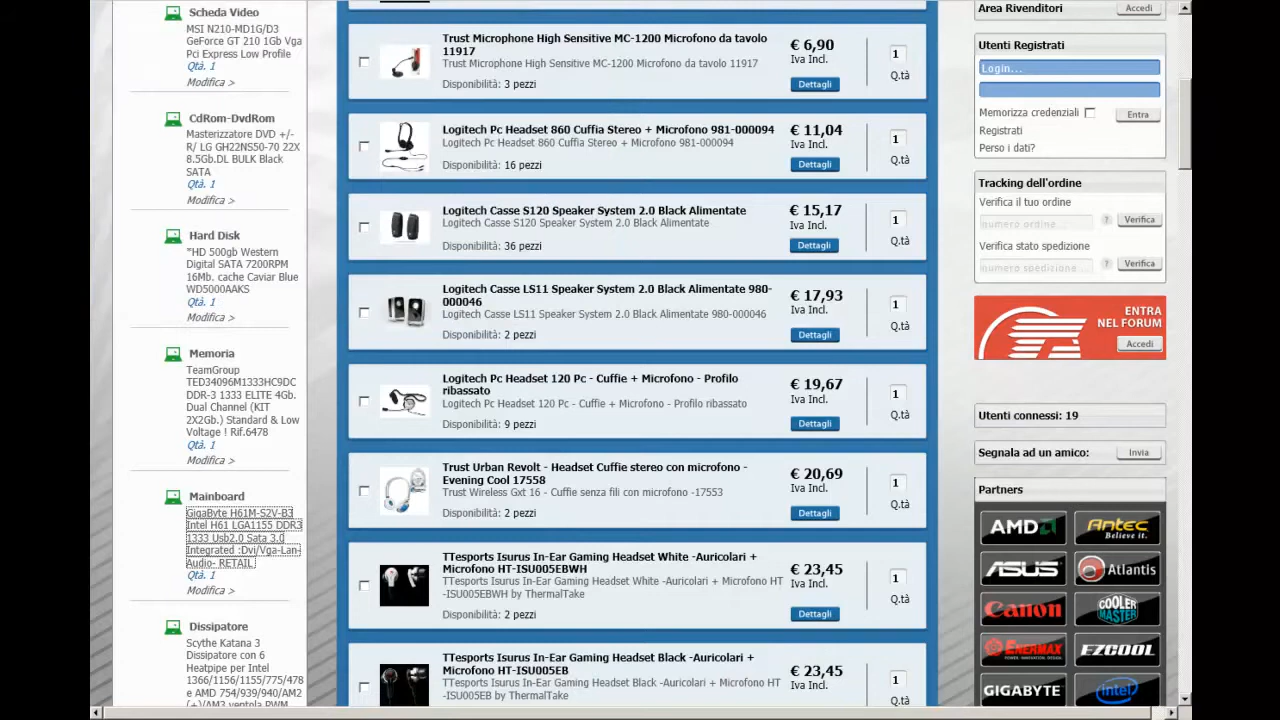 Scheda Video
MSI N210-MD1G/D3
GeForce GT 210 1Gb Vga
Pci Express Low Profile
Qtà. 1
Modifica >
CdRom-DvdRom
Masterizzatore DVD +/-
R/ LG GH22NS50-70 22X
8.5Gb.DL BULK Black
SATA
Qtà. 1
Modifica >
Hard Disk
"HD 500gb Western
Digital SATA 7200RPM
16Mb. cache Caviar Blue
WD5000AAKS
Qtà. 1
Modifica >
Memoria
TeamGroup
TED34096M1333HC9DC
DDR-3 1333 ELITE 4Gb.
Dual Channel (KIT
2X2Gb.) Standard & Low
Voltage ! Rif.6478
Qtà. 1
Modifica >
Mainboard
GigaByte H61M-S2V-B3
Intel H61 LGA1155 DDR3
1333 Usb2.0 Sata 3.0
Integrated :Dvi/Vga-Lan-
Audio- RETAIL
Qtà. 1
Modifica >
Dissipatore
Scythe Katana 3
Dissipatore con 6
Heatpipe per Intel
1366/1156/1155/775/478
e AMD 754/939/940/AM2
(+)/AM3 ventola PWM
Trust Microphone High Sensitive MC-1200 Microfono da tavolo
11917
Trust Microphone High Sensitive MC-1200 Microfono da tavolo 11917
Disponibilità: 3 pezzi
€ 6,90
Iva Incl.
Dettagli
1
Q.tà
Logitech Pc Headset 860 Cuffia Stereo + Microfono 981-000094
Logitech Pc Headset 860 Cuffia Stereo + Microfono 981-000094
Disponibilità: 16 pezzi
€ 11,04
Iva Incl.
Dettagli
1
Q.tà
Logitech Casse S120 Speaker System 2.0 Black Alimentate
Logitech Casse S120 Speaker System 2.0 Black Alimentate
Disponibilità: 36 pezzi
€ 15,17
Iva Incl.
Dettagli
1
Q.tà
Logitech Casse LS11 Speaker System 2.0 Black Alimentate 980-
000046
Logitech Casse LS11 Speaker System 2.0 Black Alimentate 980-000046
Disponibilità: 2 pezzi
€ 17,93
Iva Incl.
Dettagli
1
Q.tà
Logitech Pc Headset 120 Pc - Cuffie + Microfono - Profilo
ribassato
Logitech Pc Headset 120 Pc - Cuffie + Microfono - Profilo ribassato
Disponibilità: 9 pezzi
€ 19,67
Iva Incl.
Dettagli
1
Q.tà
Trust Urban Revolt - Headset Cuffie stereo con microfono -
Evening Cool 17558
Trust Wireless Gxt 16 - Cuffie senza fili con microfono -17553
Disponibilità: 2 pezzi
€ 20,69
Iva Incl.
Dettagli
1
Q.tà
TTesports Isurus In-Ear Gaming Headset White -Auricolari +
Microfono HT-ISU005EBWH
TTesports Isurus In-Ear Gaming Headset White -Auricolari + Microfono HT
-ISU005EBWH by ThermalTake
Disponibilità: 2 pezzi
€ 23,45
Iva Incl.
Dettagli
1
Q.tà
TTesports Isurus In-Ear Gaming Headset Black -Auricolari +
Microfono HT-ISU005EB
TTesports Isurus In-Ear Gaming Headset Black -Auricolari + Microfono HT
-ISU005EB by ThermalTake
€ 23,45
Iva Incl.
1
Q.tà
Area Rivenditori
Accedi
Utenti Registrati
Login...
Memorizza credenziali
Entra
Registrati
Perso i dati?
Tracking dell'ordine
Verifica il tuo ordine
numero ordine...
?
Verifica
Verifica stato spedizione
numero spedizione...
?
Verifica
ENTRA
NEL FORUM
Accedi
Utenti connessi: 19
Segnala ad un amico:
Invia
Partners
AMD
Antec
Believe it.
ASUS
Atlantis
Canon
COOLER
MASTER
ENERMAX
EZCOOL
GIGABYTE
intel